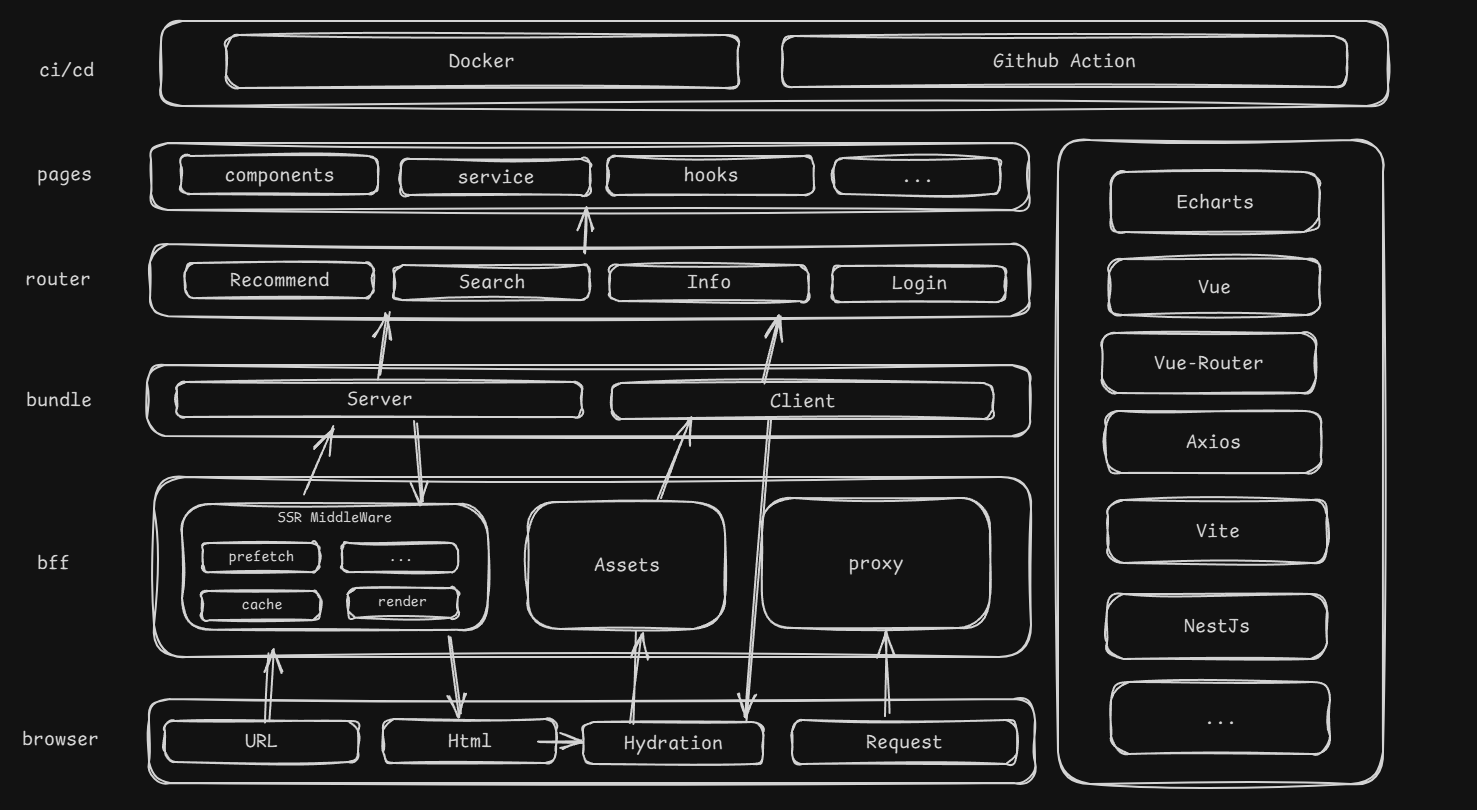 ci/cd
Docker
Github Action
pages
components
service
hooks
...
router
Recommend
Search
Info
Login
bundle
Server
Client
bff
SSR MiddleWare
prefetch
...
cache
render
Assets
proxy
browser
URL
Html
Hydration
Request
Echarts
Vue
Vue-Router
Axios
Vite
NestJs
...